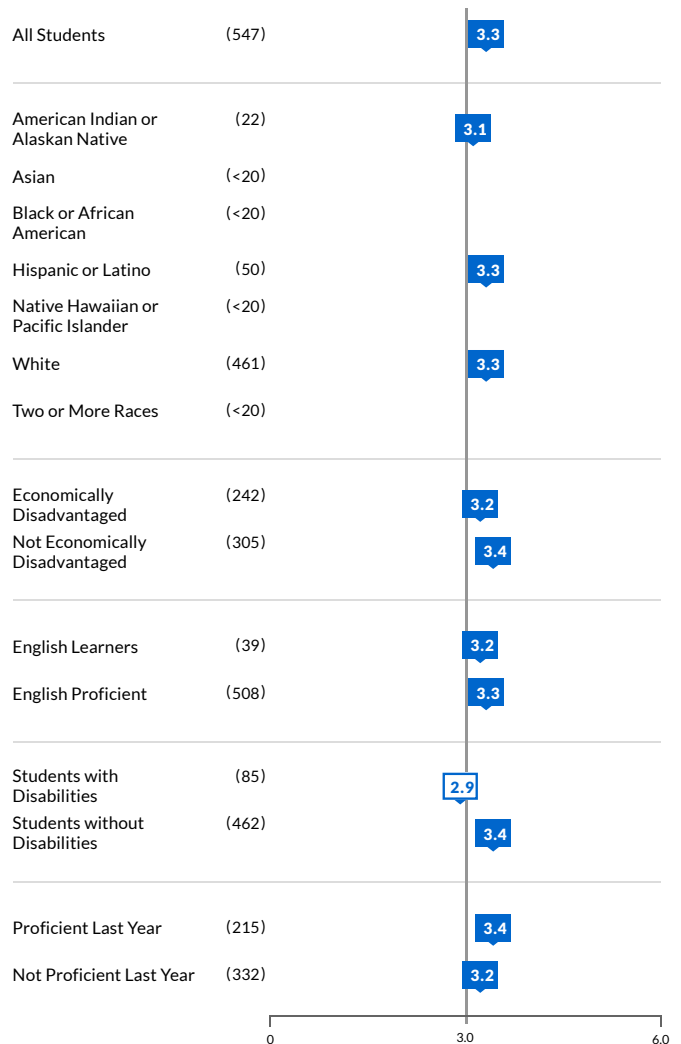 All Students (547) 3.3
American Indian or (22) 3.1
Alaskan Native
Asian (<20)
Black or African (<20)
American
Hispanic or Latino (50) 3.3
Native Hawaiian or (<20)
Pacific Islander
White (461) 3.3
Two or More Races (<20)
Economically (242) 3.2
Disadvantaged
Not Economically (305) 3.4
Disadvantaged
English Learners (39) 3.2
English Proficient (508) 3.3
Students with (85) 2.9
Disabilities
Students without (462) 3.4
Disabilities
Proficient Last Year (215) 3.4
Not Proficient Last Year (332) 3.2
0 3.0 6.0